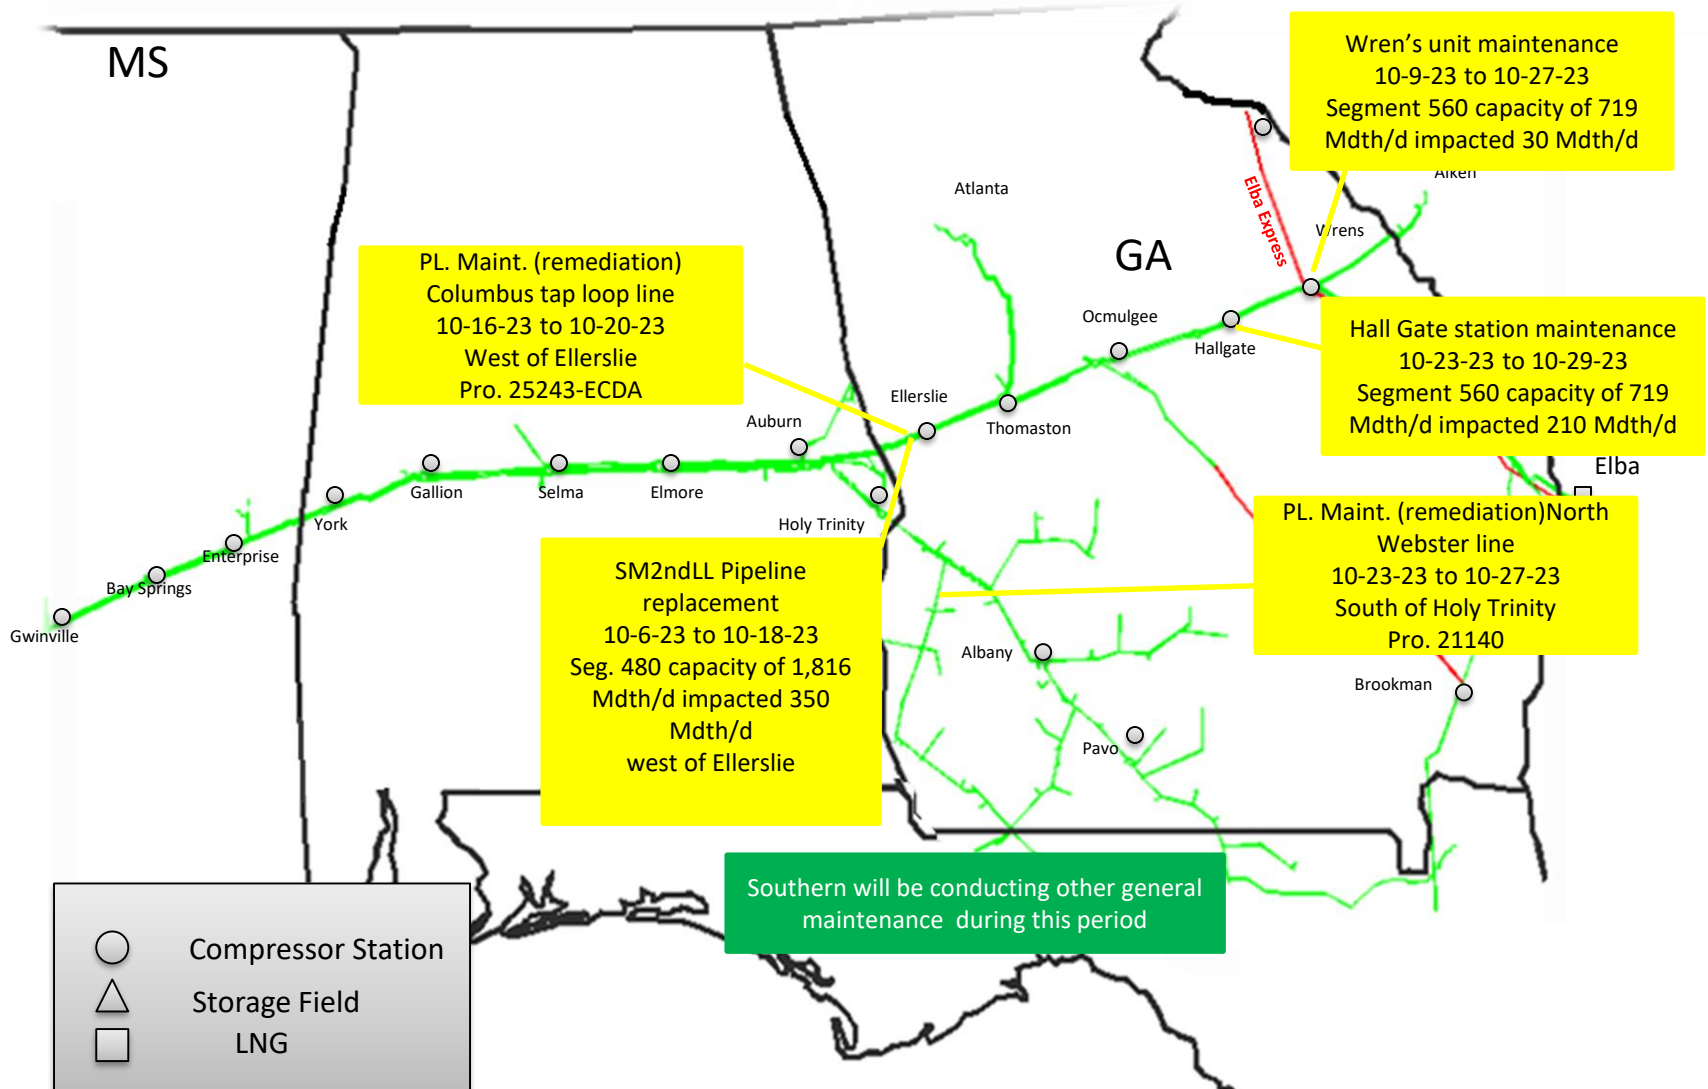 MS
Wren’s unit maintenance
10-9-23 to 10-27-23
Segment 560 capacity of 719
Mdth/d impacted 30 Mdth/d
Aiken
Atlanta
Elba Express
Wrens
GA
PL. Maint. (remediation)
Columbus tap loop line
10-16-23 to 10-20-23
West of Ellerslie
Pro. 25243-ECDA
Ocmulgee
Hallgate
Hall Gate station maintenance
10-23-23 to 10-29-23
Segment 560 capacity of 719
Mdth/d impacted 210 Mdth/d
Ellerslie
Auburn
Thomaston
Elba
Gallion
Selma
Elmore
York
Holy Trinity
Enterprise
Bay Springs
Gwinville
PL. Maint. (remediation)North
Webster line
10-23-23 to 10-27-23
South of Holy Trinity
Pro. 21140
SM2ndLL Pipeline
replacement
10-6-23 to 10-18-23
Seg. 480 capacity of 1,816
Mdth/d impacted 350
Mdth/d
west of Ellerslie
Albany
Brookman
Pavo
Southern will be conducting other general
maintenance  during this period
Compressor Station
Storage Field
LNG